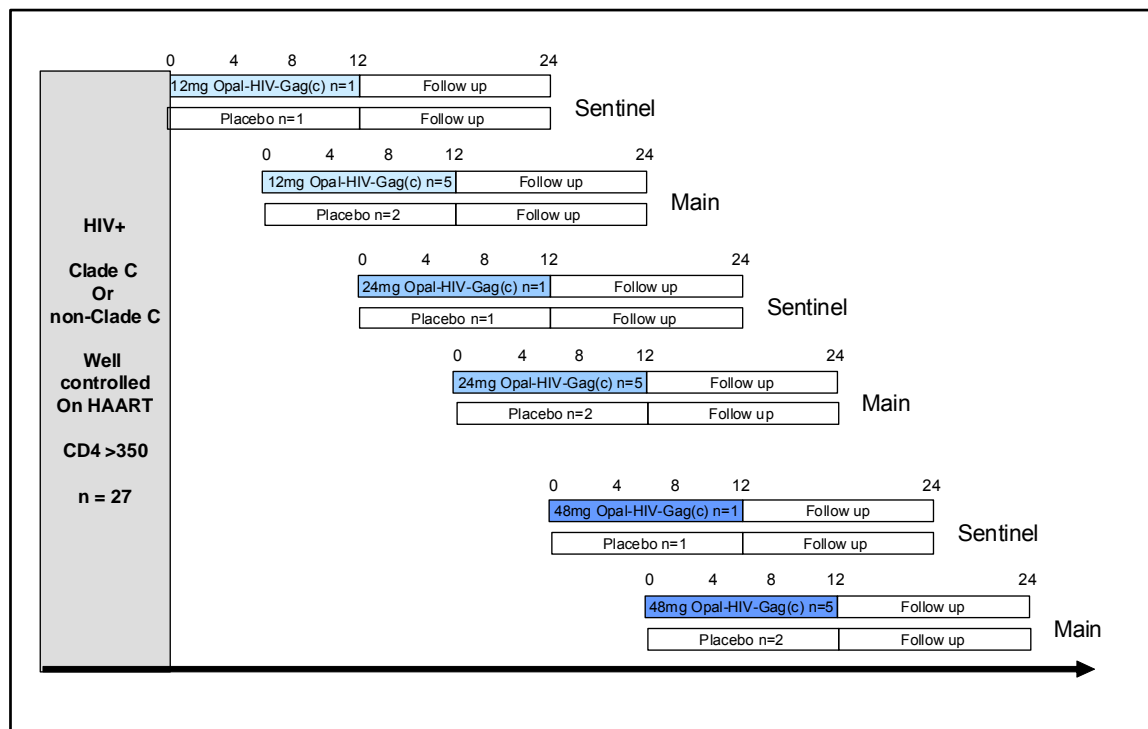 0 4 8 12 24
12mg Opal-HIV-Gag(c) n=1 Follow up
Placebo n=1 Follow up
Sentinel
0 4 8 12 24
12mg Opal-HIV-Gag(c) n=5 Follow up
Placebo n=2 Follow up
Main
0 4 8 12 24
24mg Opal-HIV-Gag(c) n=1 Follow up
Placebo n=1 Follow up
Sentinel
0 4 8 12 24
24mg Opal-HIV-Gag(c) n=5 Follow up
Placebo n=2 Follow up
Main
0 4 8 12 24
48mg Opal-HIV-Gag(c) n=1 Follow up
Placebo n=1 Follow up
Sentinel
0 4 8 12 24
48mg Opal-HIV-Gag(c) n=5 Follow up
Placebo n=2 Follow up
Main
HIV+
Clade C
Or
non-Clade C
Well
controlled
On HAART
CD4 >350
n = 27